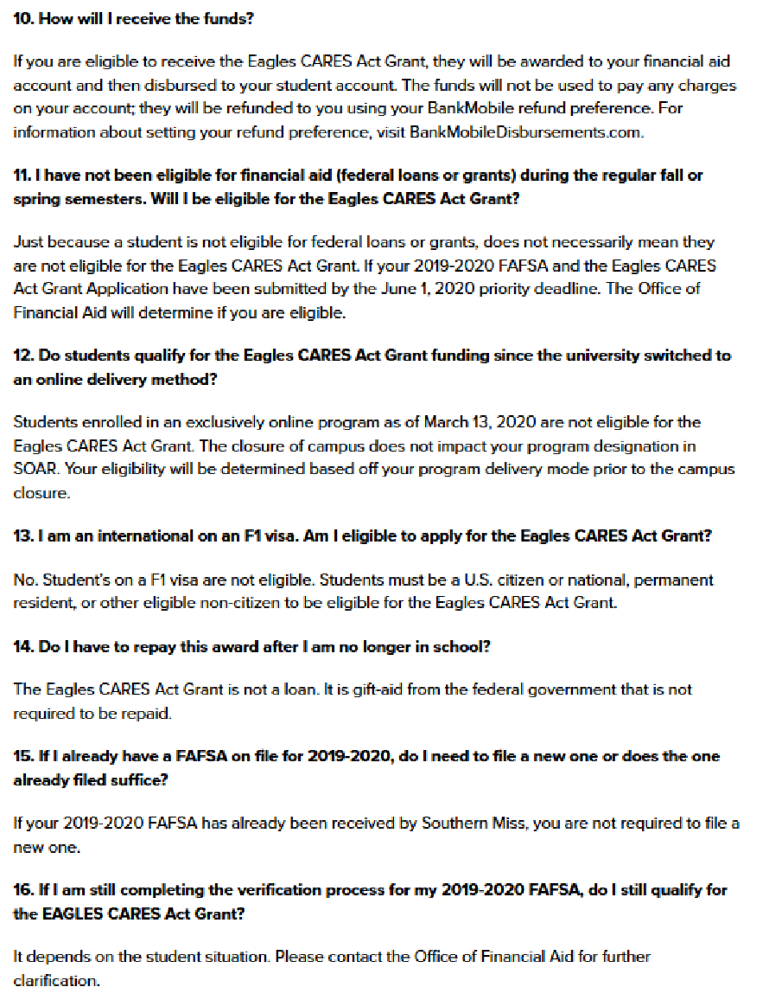 10. How will I receive the funds?
If you are eligible to receive the Eagles CARES Act Grant, they will be awarded to your financial aid
account and then disbursed to your student account. The funds will not be used to pay any charges
on your account; they will be refunded to you using your BankMobile refund preference. For
information about setting your refund preference, visit BankMobileDisbursements.com.
11. I have not been eligible for financial aid (federal loans or grants) during the regular fall or
spring semesters. Will I be eligible for the Eagles CARES Act Grant?
Just because a student is not eligible for federal loans or grants, does not necessarily mean they
are not eligible for the Eagles CARES Act Grant. If your 2019-2020 FAFSA and the Eagles CARES
Act Grant Application have been submitted by the June 1, 2020 priority deadline. The Office of
Financial Aid will determine if you are eligible.
12. Do students qualify for the Eagles CARES Act Grant funding since the university switched to
an online delivery method?
Students enrolled in an exclusively online program as of March 13, 2020 are not eligible for the
Eagles CARES Act Grant. The closure of campus does not impact your program designation in
SOAR. Your eligibility will be determined based off your program delivery mode prior to the campus
closure.
13. I am an international on an F1 visa. Am I eligible to apply for the Eagles CARES Act Grant?
No. Student's on a F1 visa are not eligible. Students must be a U.S. citizen or national, permanent
resident, or other eligible non-citizen to be eligible for the Eagles CARES Act Grant.
14. Do I have to repay this award after I am no longer in school?
The Eagles CARES Act Grant is not a loan. It is gift-aid from the federal government that is not
required to be repaid.
15. If I already have a FAFSA on file for 2019-2020, do I need to file a new one or does the one
already filed suffice?
If your 2019-2020 FAFSA has already been received by Southern Miss, you are not required to file a
new one.
16. If I am still completing the verification process for my 2019-2020 FAFSA, do I still qualify for
the EAGLES CARES Act Grant?
It depends on the student situation. Please contact the Office of Financial Aid for further
clarification.